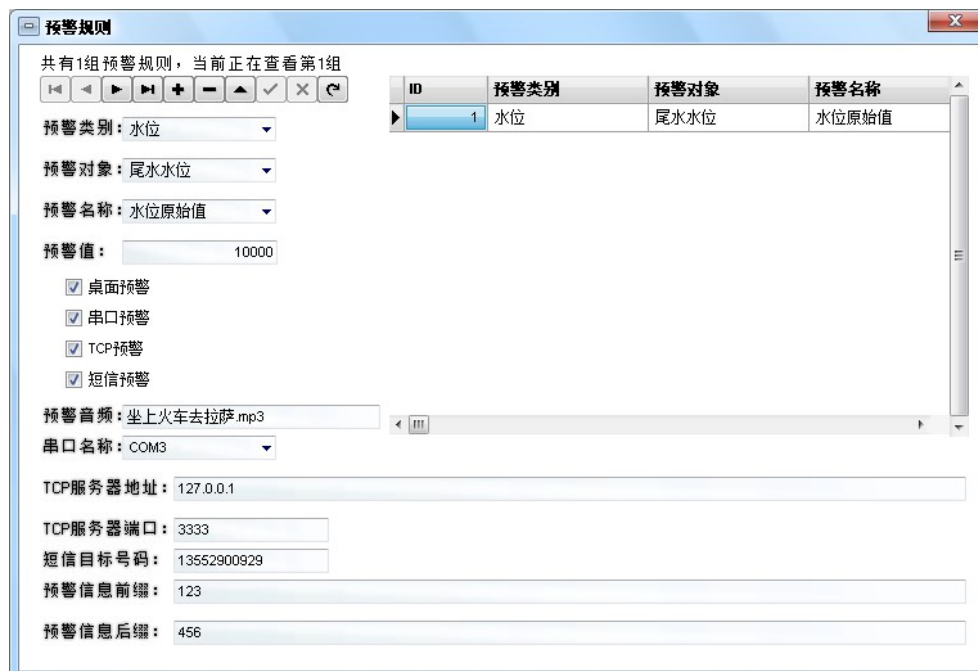 预警规则
共有1组预警规则，当前正在查看第1组
ID 预警类别 预警对象 预警名称
1 水位 尾水水位 水位原始值
预警类别：水位
预警对象：尾水水位
预警名称：水位原始值
预警值： 10000
桌面预警
串口预警
TCP预警
短信预警
预警音频：坐上火车去拉萨.mp3
串口名称：COM3
TCP服务器地址：127.0.0.1
TCP服务器端口：3333
短信目标号码：13552900929
预警信息前缀：123
预警信息后缀：456